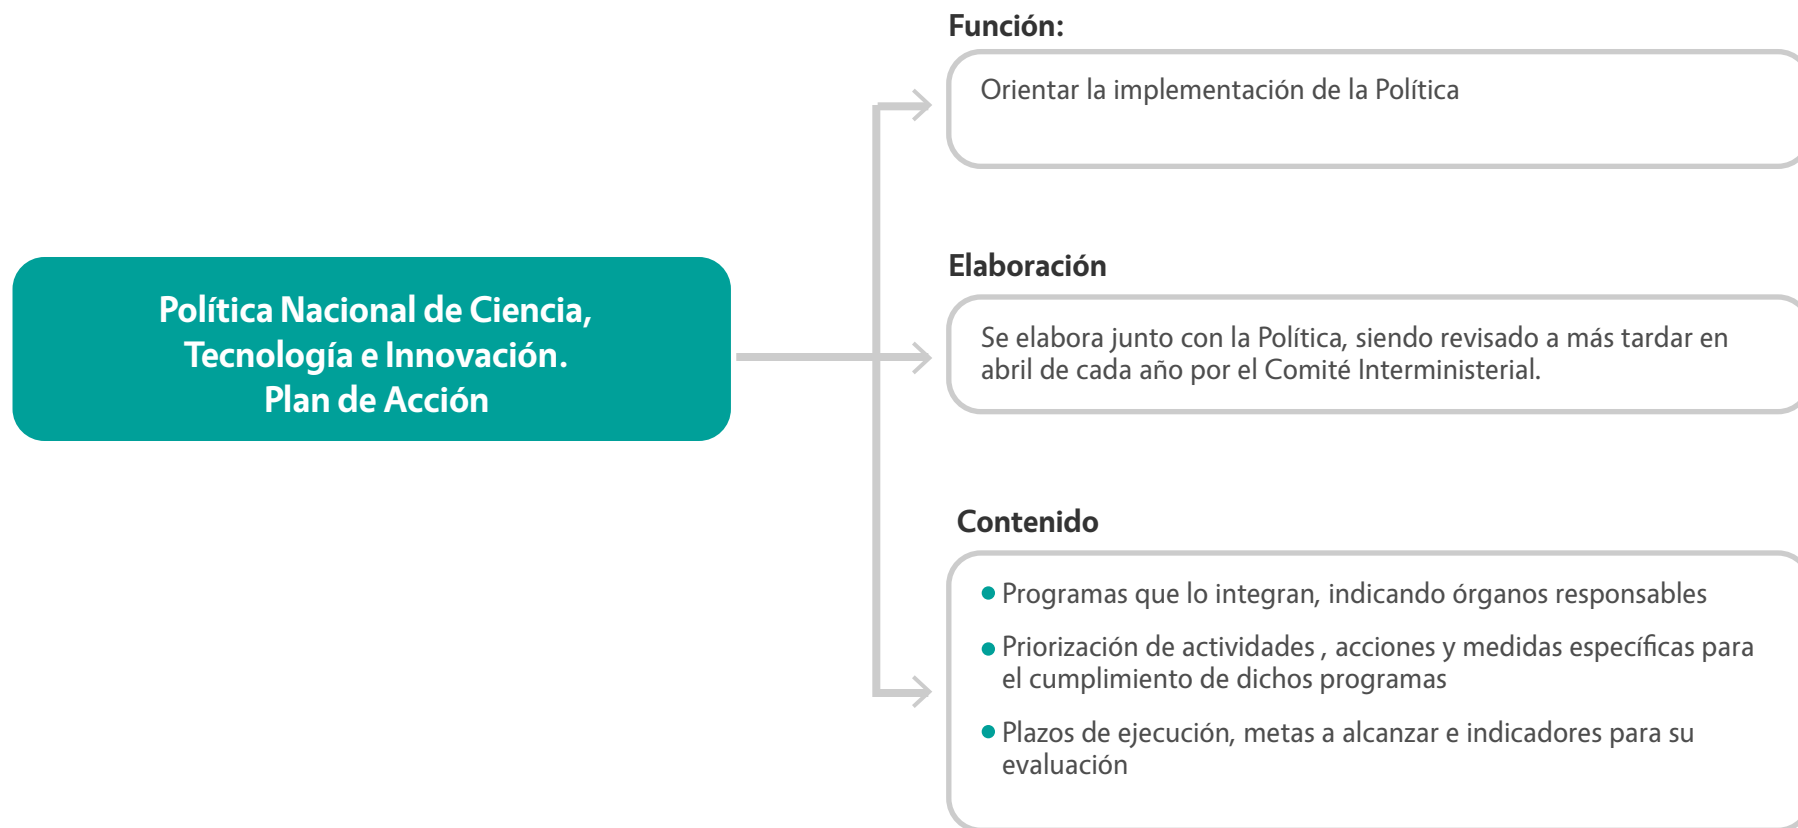 Política Nacional de Ciencia,
Tecnología e Innovación.
Plan de Acción
Función:
Orientar la implementación de la Política
Elaboración
Se elabora junto con la Política, siendo revisado a más tardar en
abril de cada año por el Comité Interministerial.
Contenido
Programas que lo integran, indicando órganos responsables
Priorización de actividades , acciones y medidas específicas para
el cumplimiento de dichos programas
Plazos de ejecución, metas a alcanzar e indicadores para su
evaluación